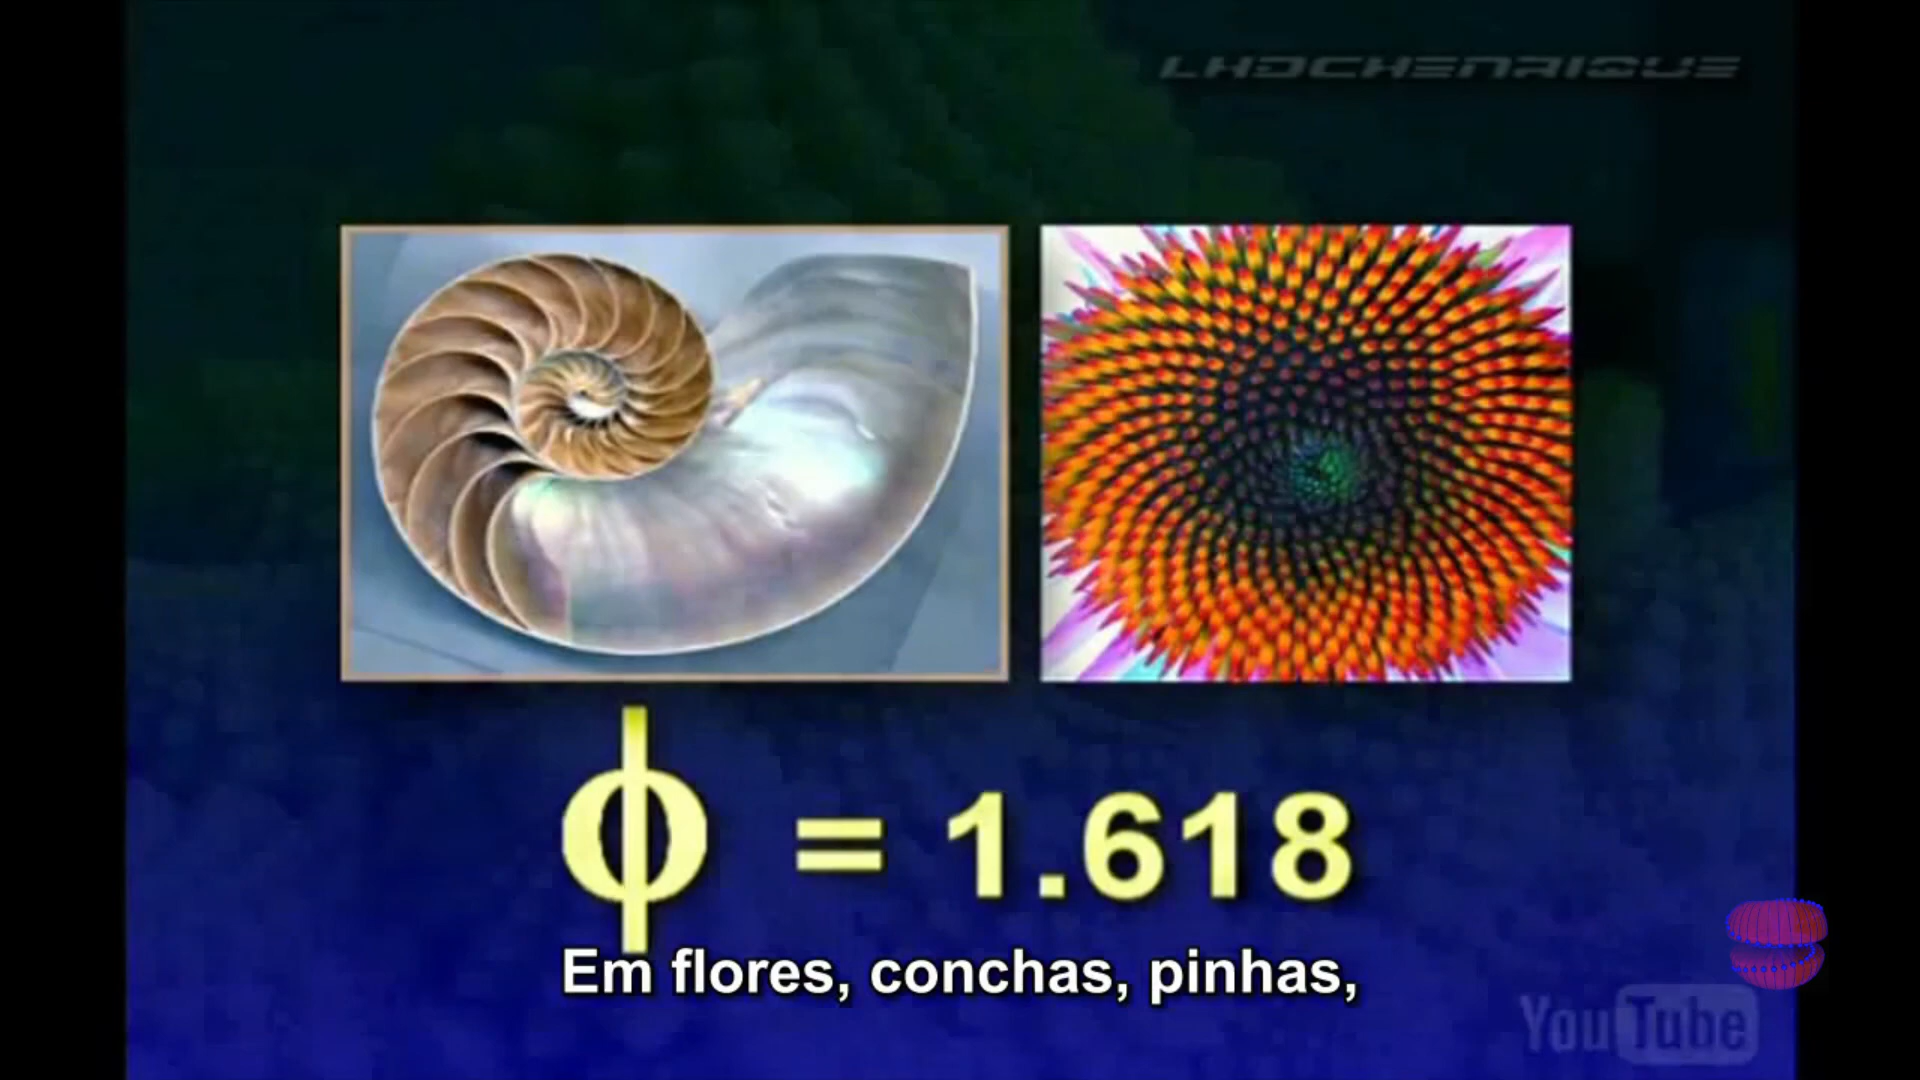 LHDCHENRIQUE
ϕ = 1.618
Em flores, conchas, pinhas,
YouTube